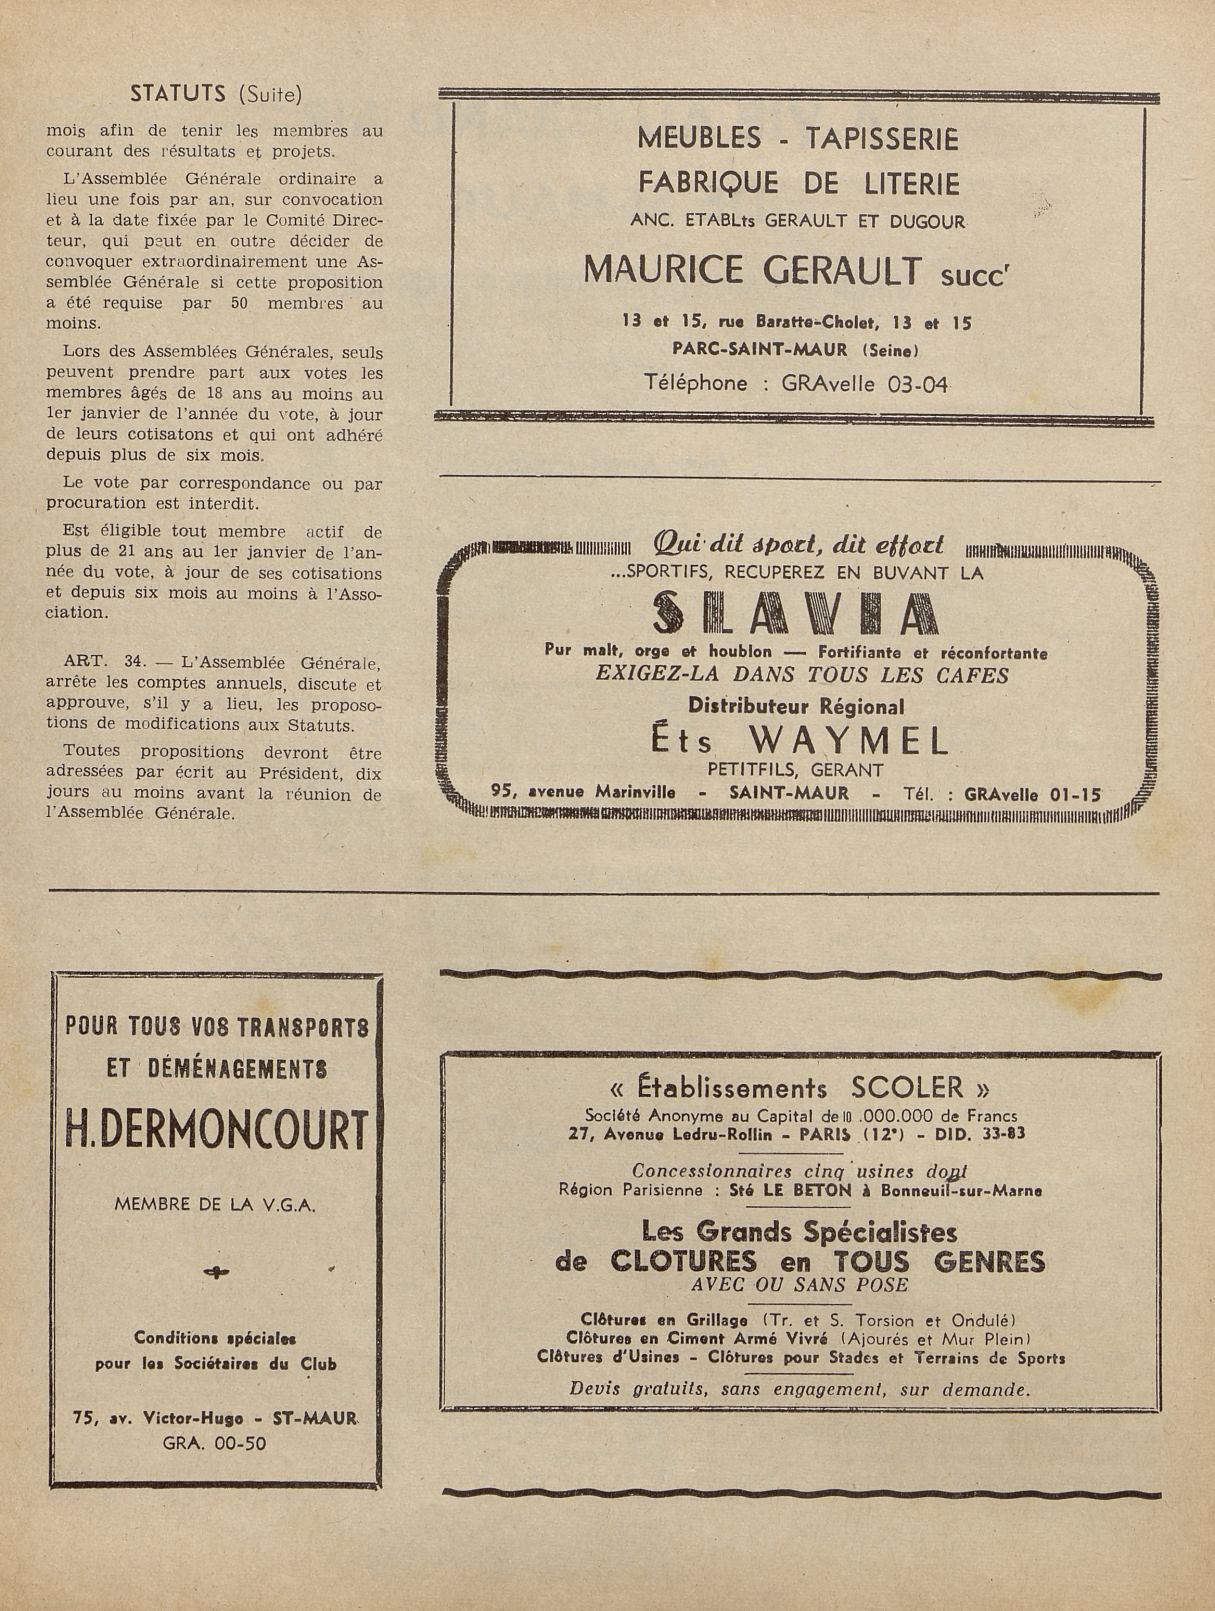 STATUTS (Suite)
mois afin de tenir les membres au
courant des résultats et projets.
L'Assemblée Générale ordinaire a
lieu une fois par an, sur convocation
et à la date fixée par le Comité Direc-
teur, qui peut en outre décider de
convoquer extraordinairement une As-
semblée Générale si cette proposition
a été requise par 50 membres au
moins.
Lors des Assemblées Générales, seuls
peuvent prendre part aux votes les
membres âgés de 18 ans au moins au
1er janvier de l'année du vote, à jour
de leurs cotisatons et qui ont adhéré
depuis plus de six mois.
Le vote par correspondance ou par
procuration est interdit.
Est éligible tout membre actif de
plus de 21 ans au 1er janvier de l'an-
née du vote, à jour de ses cotisations
et depuis six mois au moins à l'Asso-
ciation.
ART. 34. — L'Assemblée Générale,
arrête les comptes annuels, discute et
approuve, s'il y a lieu, les proposo-
tions de modifications aux Statuts.
Toutes propositions devront être
adressées par écrit au Président, dix
jours au moins avant la réunion de
l'Assemblée Générale.
MEUBLES - TAPISSERIE
FABRIQUE DE LITERIE
ANC. ETABLts GERAULT ET DUGOUR
MAURICE GERAULT succr
13 et 15, rue Baratte-Cholet, 13 et 15
PARC-SAINT-MAUR (Seine)
Téléphone : GRAvelle 03-04
Qui dit sport, dit effort
...SPORTIFS, RECUPEREZ EN BUVANT LA
SLAVIA
Pur malt, orge et houblon — Fortifiante et réconfortante
EXIGEZ-LA DANS TOUS LES CAFES
Distributeur Régional
Éts WAYMEL
PETITFILS, GERANT
95, avenue Marinville - SAINT-MAUR - Tél. : GRAvelle 01-15
POUR TOUS VOS TRANSPORTS
ET DÉMÉNAGEMENTS
H. DERMONCOURT
MEMBRE DE LA V.G.A.
Conditions spéciales
pour les Sociétaires du Club
75, av. Victor-Hugo - ST-MAUR
GRA. 00-50
« Établissements SCOLER »
Société Anonyme au Capital de 10 .000.000 de Francs
27, Avenue Ledru-Rollin - PARIS (12e) - DID. 33-83
Concessionnaires cinq usines dont
Région Parisienne : Sté LE BETON à Bonneuil-sur-Marne
Les Grands Spécialistes
de CLOTURES en TOUS GENRES
AVEC OU SANS POSE
Clôtures en Grillage (Tr. et S. Torsion et Ondulé)
Clôtures en Ciment Armé Vivré (Ajourés et Mur Plein)
Clôtures d'Usines - Clôtures pour Stades et Terrains de Sports
Devis gratuits, sans engagement, sur demande.